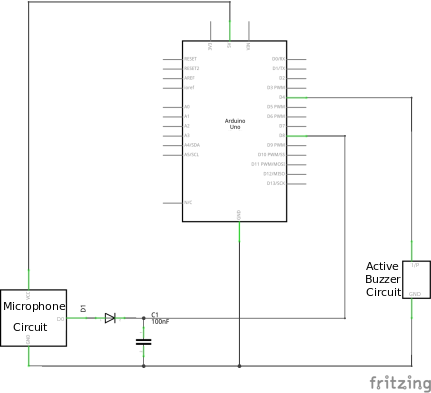 3V3
5V
VIN
RESET
RESET2
AREF
ioref
A0
A1
A2
A3
A4/SDA
A5/SCL
N/C
D0/RX
D1/TX
D2
D3 PWM
D4
D5 PWM
D6 PWM
D7
D8
D9 PWM
D10 PWM/SS
D11 PWM/MOSI
D12/MISO
D13/SCK
Arduino
Uno
GND
VCC
Microphone
Circuit
GND
D1
C1
100nF
Active
Buzzer
Circuit
I/P
GND
fritzing